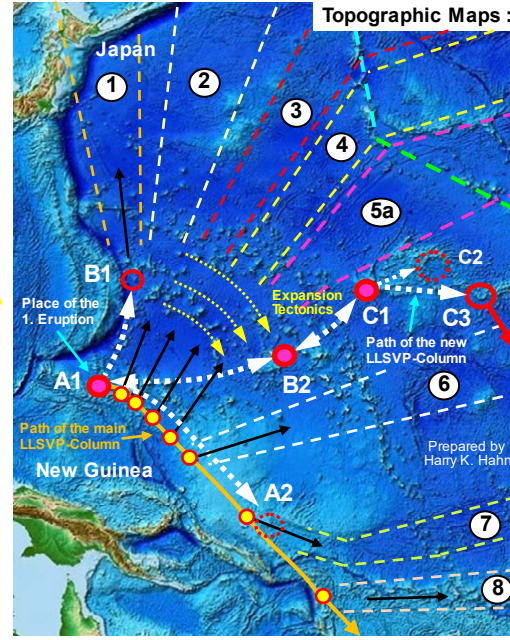 Topographic Maps :
Japan
1
2
3
4
5a
B1
C2
Place of the
1. Eruption
Expansion
Tectonics
C1
C3
Path of the new
LLSVP-Column
A1
B2
6
Path of the main
LLSVP-Column
Prepared by
Harry K. Hahn
New Guinea
A2
7
8